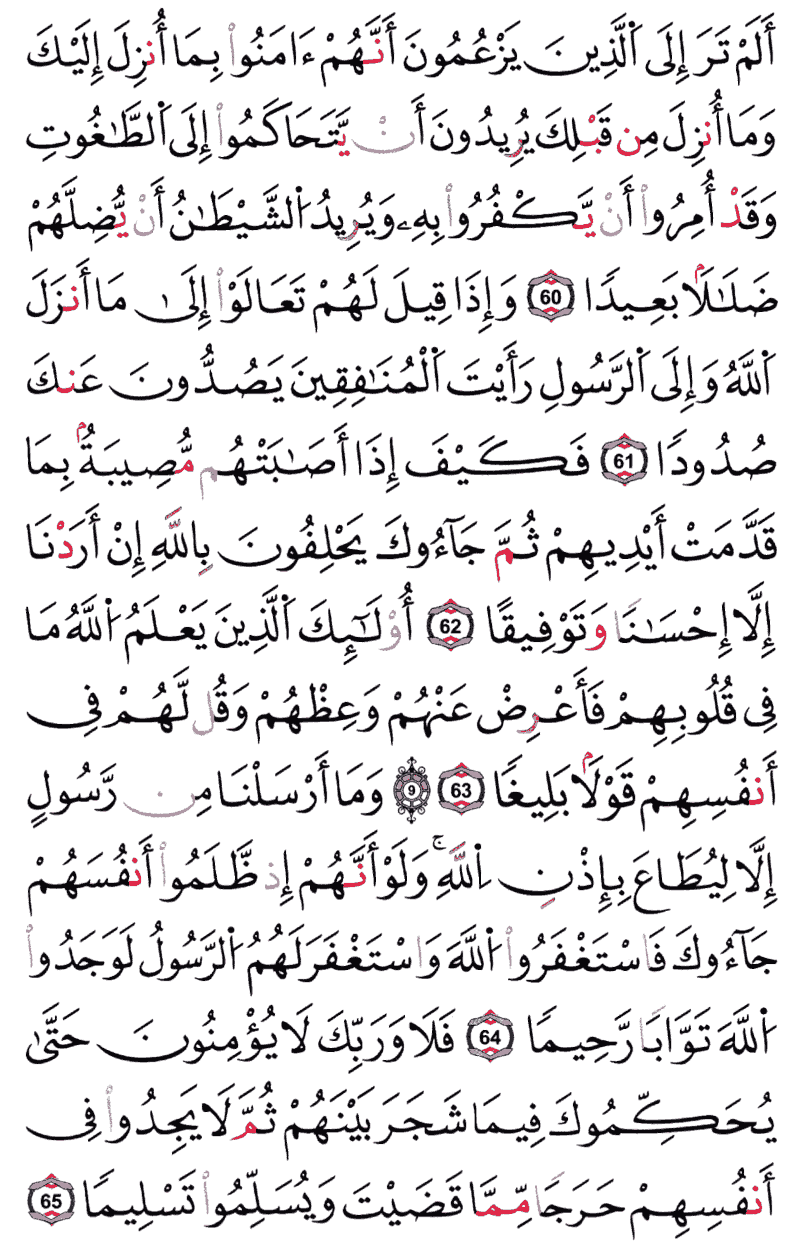 أَلَمْ تَرَ إِلَى ٱلَّذِينَ يَزْعُمُونَ أَنَّهُمْ ءَامَنُوا۟ بِمَآ أُنزِلَ إِلَيْكَ
وَمَآ أُنزِلَ مِن قَبْلِكَ يُرِيدُونَ أَنْ يَّتَحَاكَمُوٓا۟ إِلَى ٱلطَّـٰغُوتِ
وَقَدْ أُمِرُوٓا۟ أَنْ يَّكْفُرُوا۟ بِهِۦ وَيُرِيدُ ٱلشَّيْطَـٰنُ أَنْ يُّضِلَّهُمْ
ضَلَـٰلَۢا بَعِيدًا 60 وَإِذَا قِيلَ لَهُمْ تَعَالَوْا۟ إِلَىٰ مَآ أَنزَلَ
ٱللَّهُ وَإِلَى ٱلرَّسُولِ رَأَيْتَ ٱلْمُنَـٰفِقِينَ يَصُدُّونَ عَنكَ
صُدُودًا 61 فَكَيْفَ إِذَآ أَصَـٰبَتْهُم مُّصِيبَةٌۢ بِمَا
قَدَّمَتْ أَيْدِيهِمْ ثُمَّ جَآءُوكَ يَحْلِفُونَ بِٱللَّهِ إِنْ أَرَدْنَآ
إِلَّآ إِحْسَـٰنًا وَتَوْفِيقًا 62 أُو۟لَـٰٓئِكَ ٱلَّذِينَ يَعْلَمُ ٱللَّهُ مَا
فِى قُلُوبِهِمْ فَأَعْرِضْ عَنْهُمْ وَعِظْهُمْ وَقُل لَّهُمْ فِىٓ
أَنفُسِهِمْ قَوْلَۢا بَلِيغًا 63 9 وَمَآ أَرْسَلْنَا مِن رَّسُولٍ
إِلَّا لِيُطَاعَ بِإِذْنِ ٱللَّهِ ۚ وَلَوْ أَنَّهُمْ إِذ ظَّلَمُوٓا۟ أَنفُسَهُمْ
جَآءُوكَ فَٱسْتَغْفَرُوا۟ ٱللَّهَ وَٱسْتَغْفَرَ لَهُمُ ٱلرَّسُولُ لَوَجَدُوا۟
ٱللَّهَ تَوَّابًا رَّحِيمًا 64 فَلَا وَرَبِّكَ لَا يُؤْمِنُونَ حَتَّىٰ
يُحَكِّمُوكَ فِيمَا شَجَرَ بَيْنَهُمْ ثُمَّ لَا يَجِدُوا۟ فِىٓ
أَنفُسِهِمْ حَرَجًا مِّمَّا قَضَيْتَ وَيُسَلِّمُوا۟ تَسْلِيمًا 65